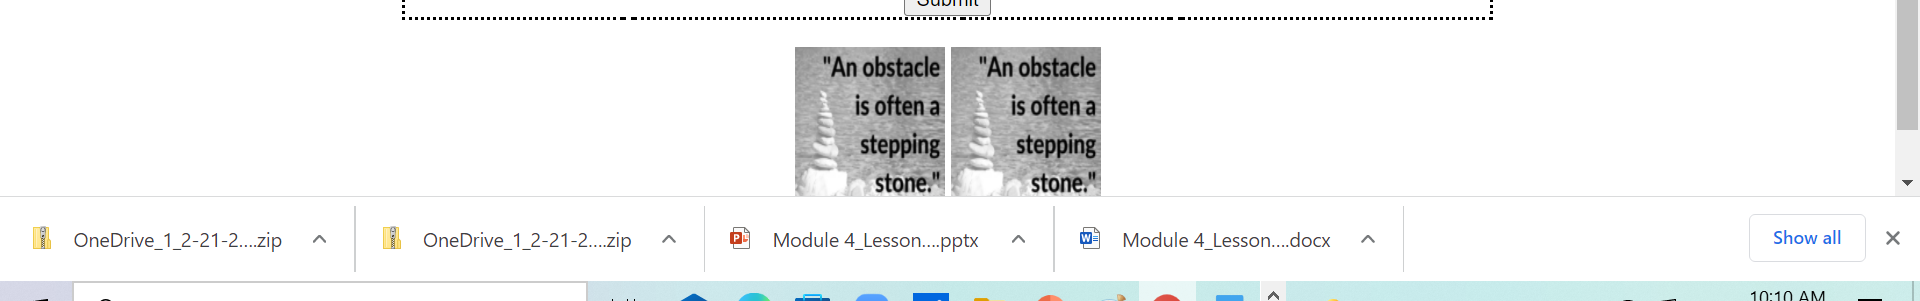 Submit
"An obstacle
is often a
stepping
stone."
"An obstacle
is often a
stepping
stone."
OneDrive_1_2-21-2....zip
OneDrive_1_2-21-2....zip
Module 4_Lesson....pptx
Module 4_Lesson....docx
Show all
10:10 AM